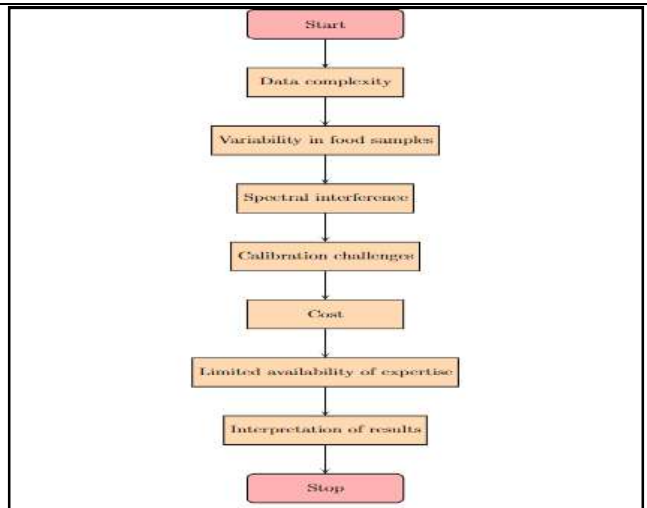 Start
Data complexity
Variability in food samples
Spectral interference
Calibration challenges
Cost
Limited availability of expertise
Interpretation of results
Stop